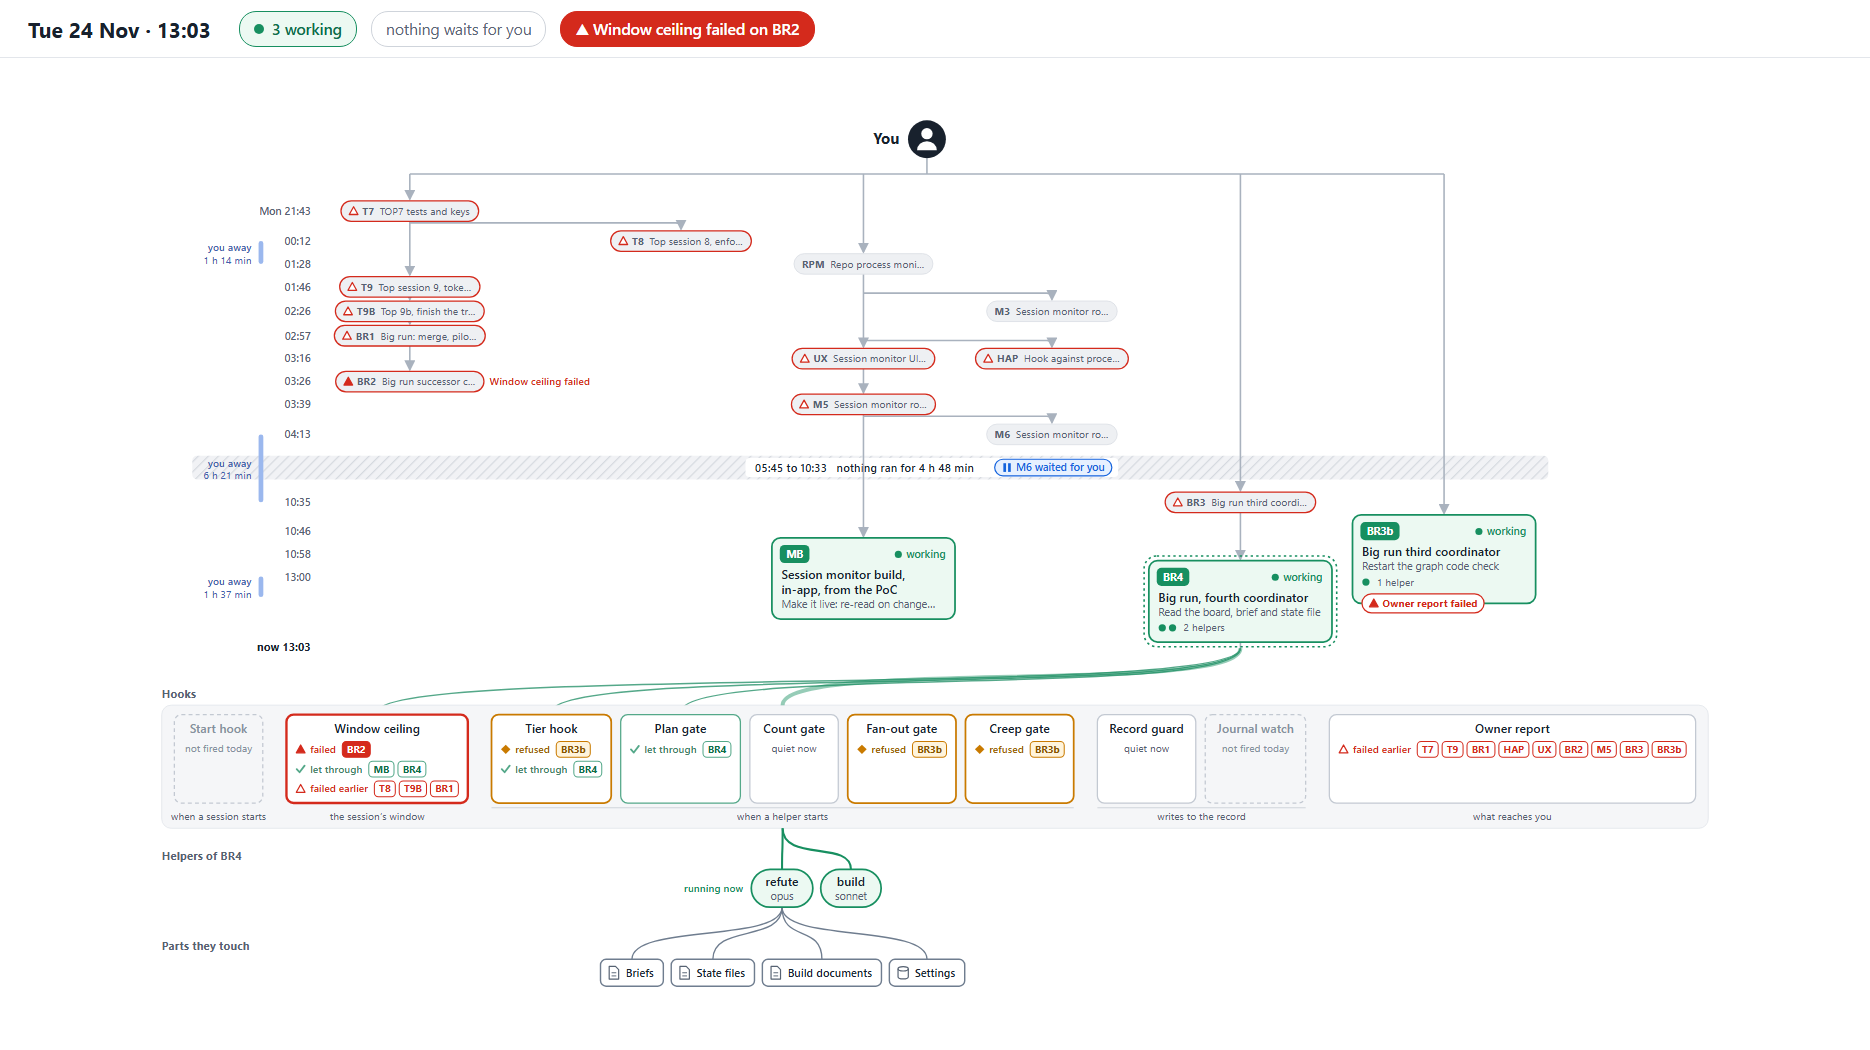 Tue 24 Nov · 13:03
3 working
nothing waits for you
Window ceiling failed on BR2
You
Mon 21:43
T7 TOP7 tests and keys
you away
1 h 14 min
00:12
T8 Top session 8, enfo...
01:28
RPM Repo process moni...
01:46
T9 Top session 9, toke...
02:26
T9B Top 9b, finish the tr...
M3 Session monitor ro...
02:57
BR1 Big run: merge, pilo...
03:16
UX Session monitor UI...
HAP Hook against proce...
03:26
BR2 Big run successor c...
Window ceiling failed
03:39
M5 Session monitor ro...
04:13
M6 Session monitor ro...
you away
6 h 21 min
05:45 to 10:33 nothing ran for 4 h 48 min
M6 waited for you
10:35
BR3 Big run third coordi...
10:46
10:58
you away
1 h 37 min
13:00
now 13:03
MB working
Session monitor build,
in-app, from the PoC
Make it live: re-read on change...
BR4 working
Big run, fourth coordinator
Read the board, brief and state file
2 helpers
BR3b working
Big run third coordinator
Restart the graph code check
1 helper
Owner report failed
Hooks
Start hook
not fired today
when a session starts
Window ceiling
failed BR2
let through MB BR4
failed earlier T8 T9B BR1
the session's window
Tier hook
refused BR3b
let through BR4
Plan gate
let through BR4
Count gate
quiet now
Fan-out gate
refused BR3b
Creep gate
refused BR3b
when a helper starts
Record guard
quiet now
Journal watch
not fired today
writes to the record
Owner report
failed earlier T7 T9 BR1 HAP UX BR2 M5 BR3 BR3b
what reaches you
Helpers of BR4
running now
refute
opus
build
sonnet
Parts they touch
Briefs
State files
Build documents
Settings